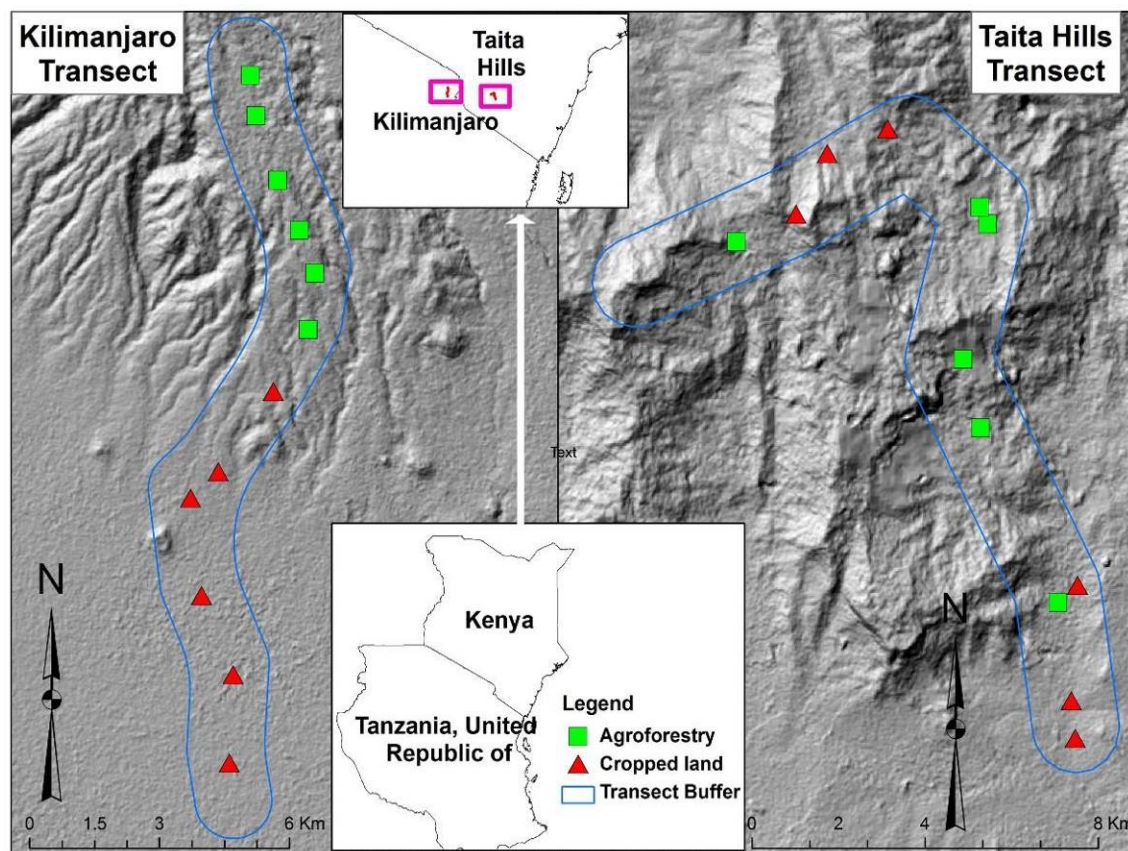 Kilimanjaro
Transect
Taita
Hills
Kilimanjaro
Taita Hills
Transect
Text
N
N
Kenya
Tanzania, United
Republic of
Legend
Agroforestry
Cropped land
Transect Buffer
0 1.5 3 6 Km
0 2 4 8 Km